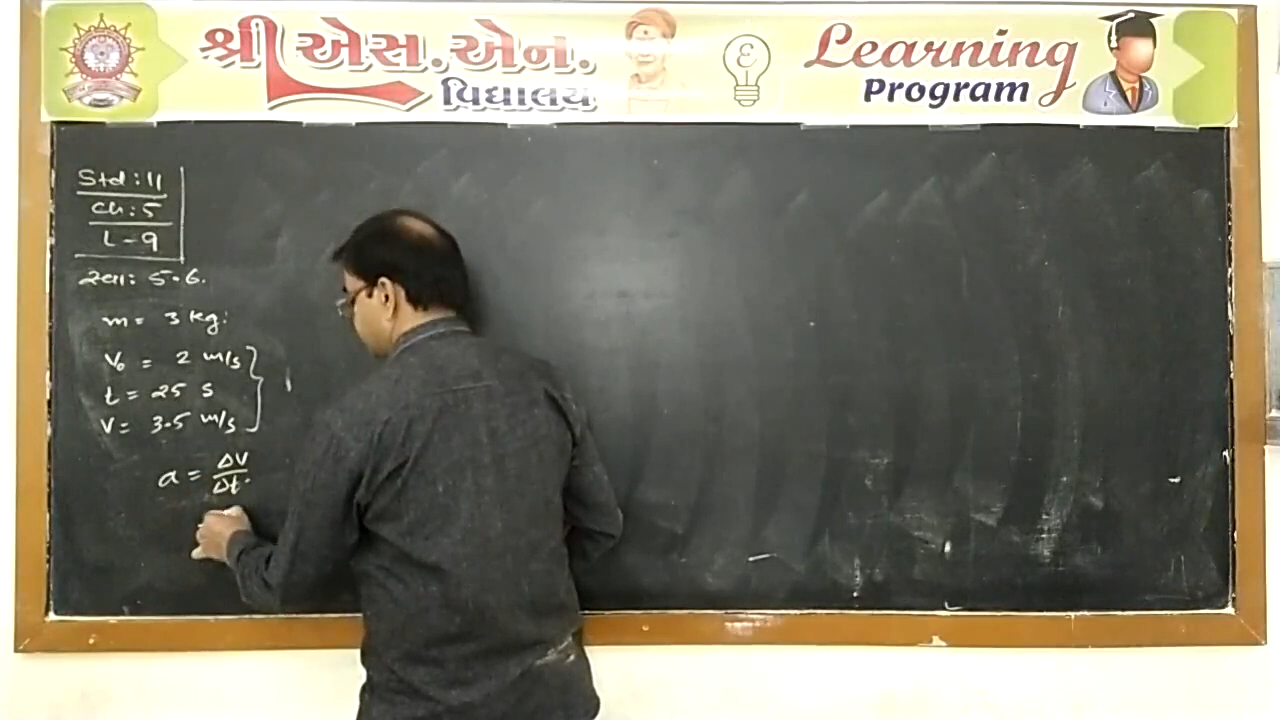 શ્રી એસ.એન.
વિદ્યાલય
Learning
Program
Std : 11
Ch : 5
L - 9
સ્વા: 5.6.
m = 3 kg.
V₀ = 2 m/s
t = 25 s
V = 3.5 m/s
a = ΔV/Δt